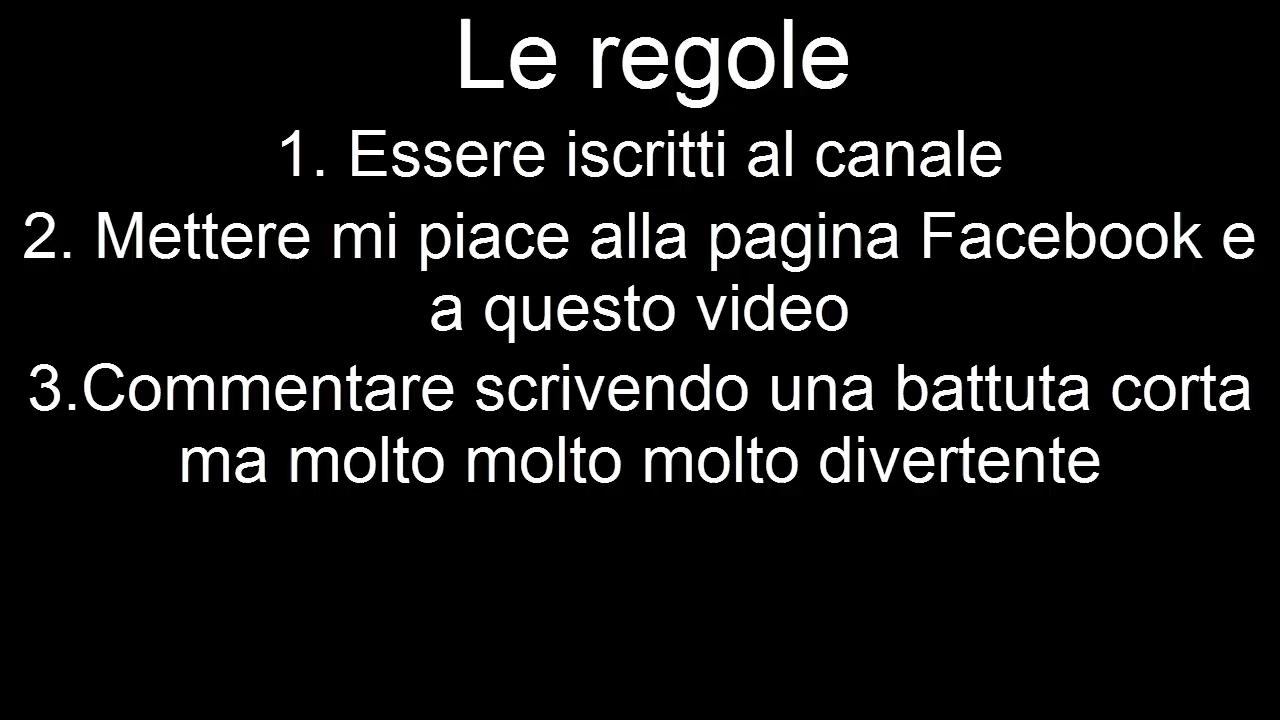 Le regole
1. Essere iscritti al canale
2. Mettere mi piace alla pagina Facebook e
a questo video
3.Commentare scrivendo una battuta corta
ma molto molto molto divertente